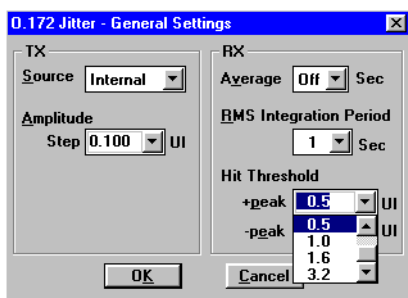 0.172 Jitter - General Settings
TX
Source Internal
Amplitude
Step 0.100 UI
RX
Average Off Sec
RMS Integration Period
1 Sec
Hit Threshold
+peak 0.5 UI
-peak UI
0.5
1.0
1.6
3.2
OK Cancel